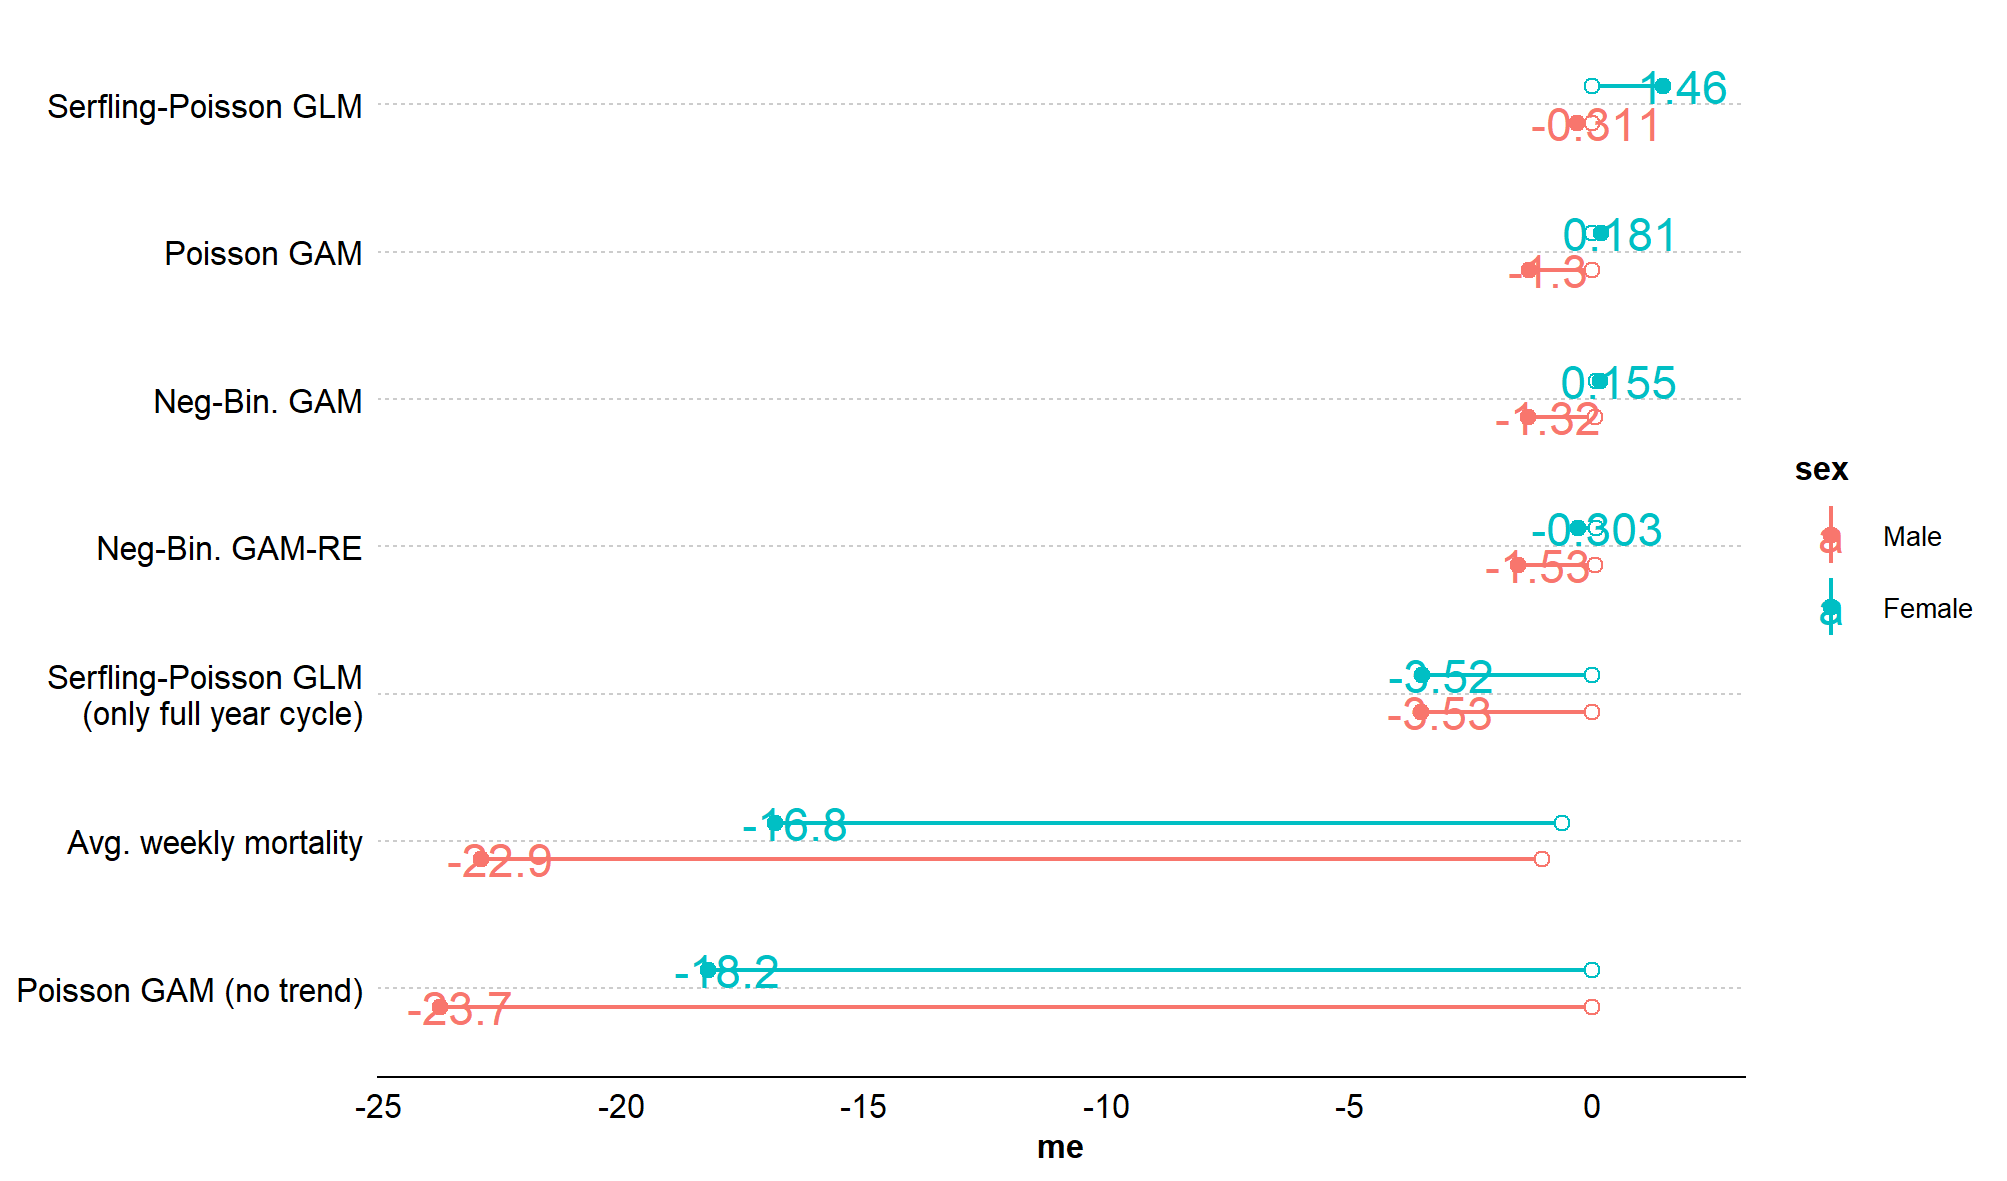 Serfling-Poisson GLM
1.46
-0.311
Poisson GAM
0.181
-1.3
Neg-Bin. GAM
0.155
-1.32
Neg-Bin. GAM-RE
-0.303
-1.53
Serfling-Poisson GLM
(only full year cycle)
-3.52
-3.53
Avg. weekly mortality
-16.8
-22.9
Poisson GAM (no trend)
-18.2
-23.7
-25 -20 -15 -10 -5 0
me
sex
a Male
a Female